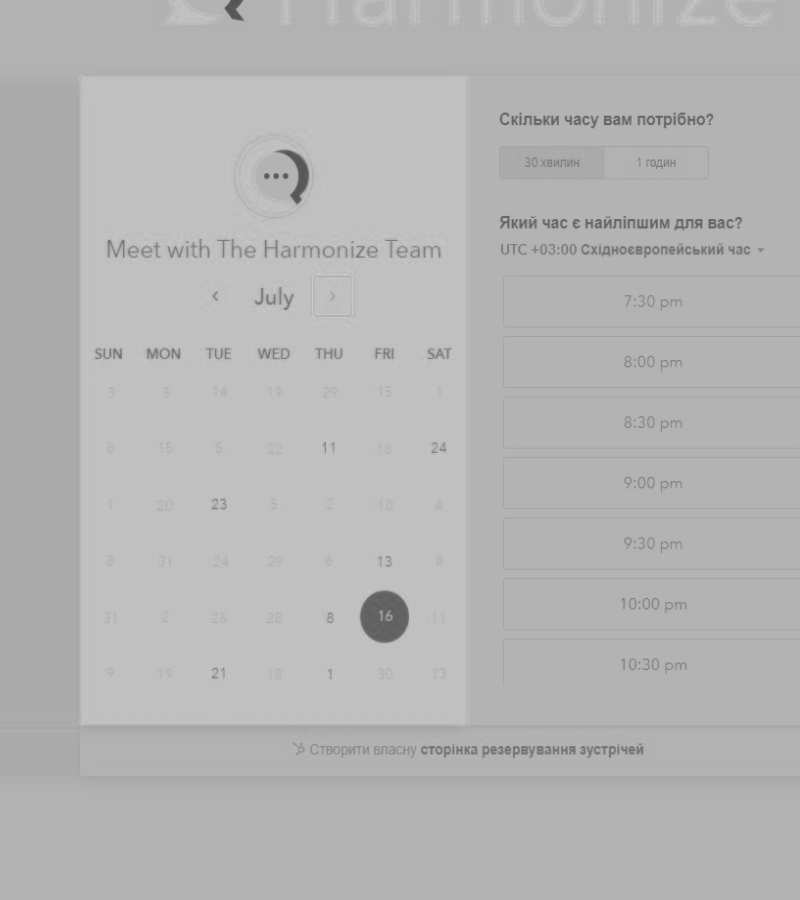 Harmonize
Meet with The Harmonize Team
July
SUN MON TUE WED THU FRI SAT
3 3 14 19 29 15 1
8 15 5 22 11 18 24
1 20 23 5 2 10 4
8 31 24 29 6 13 8
31 2 25 28 8 16 11
9 19 21 18 1 30 13
Скільки часу вам потрібно?
30 хвилин 1 годин
Який час є найліпшим для вас?
UTC +03:00 Східноєвропейський час
7:30 pm
8:00 pm
8:30 pm
9:00 pm
9:30 pm
10:00 pm
10:30 pm
Створити власну сторінка резервування зустрічей